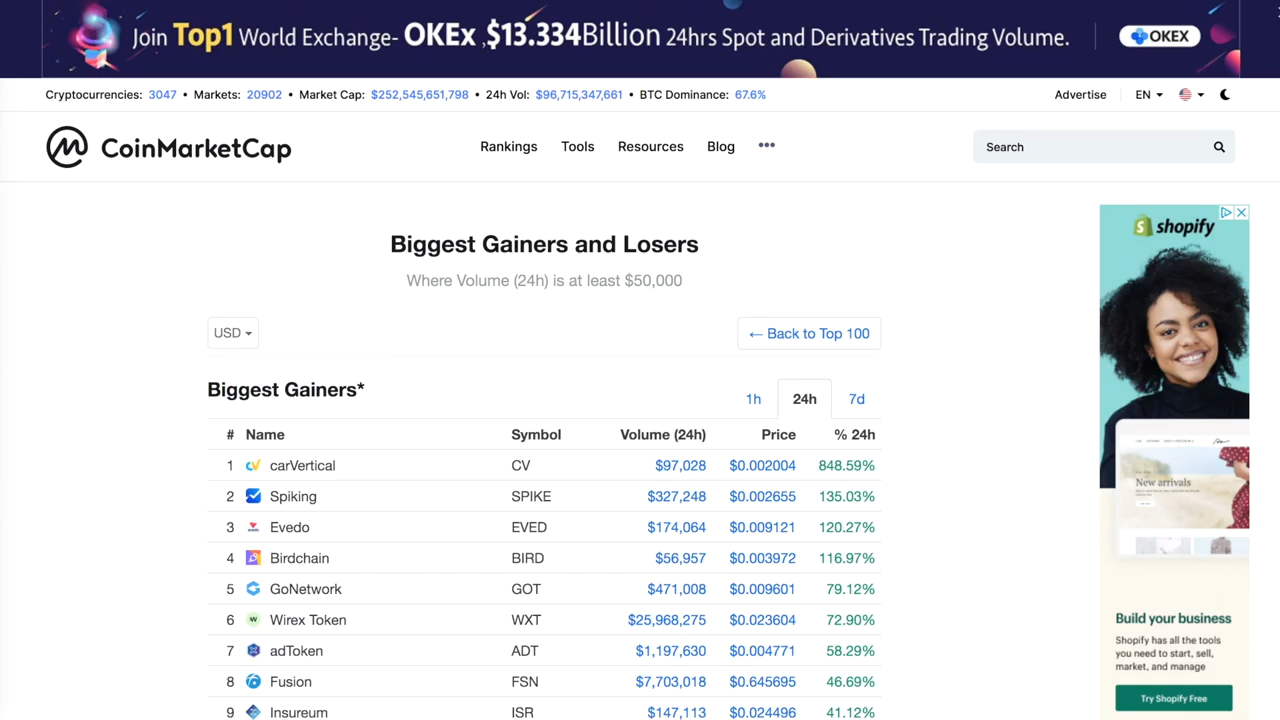 Join Top1 World Exchange- OKEx ,$13.334Billion 24hrs Spot and Derivatives Trading Volume.
OKEX
Cryptocurrencies: 3047 • Markets: 20902 • Market Cap: $252,545,651,798 • 24h Vol: $96,715,347,661 • BTC Dominance: 67.6%
Advertise EN
CoinMarketCap
Rankings Tools Resources Blog •••
Search
Biggest Gainers and Losers
Where Volume (24h) is at least $50,000
USD
← Back to Top 100
Biggest Gainers*
1h 24h 7d
# Name Symbol Volume (24h) Price % 24h
1 carVertical CV $97,028 $0.002004 848.59%
2 Spiking SPIKE $327,248 $0.002655 135.03%
3 Evedo EVED $174,064 $0.009121 120.27%
4 Birdchain BIRD $56,957 $0.003972 116.97%
5 GoNetwork GOT $471,008 $0.009601 79.12%
6 Wirex Token WXT $25,968,275 $0.023604 72.90%
7 adToken ADT $1,197,630 $0.004771 58.29%
8 Fusion FSN $7,703,018 $0.645695 46.69%
9 Insureum ISR $147,113 $0.024496 41.12%
shopify
New arrivals
Build your business
Shopify has all the tools
you need to start, sell,
market, and manage
Try Shopify Free